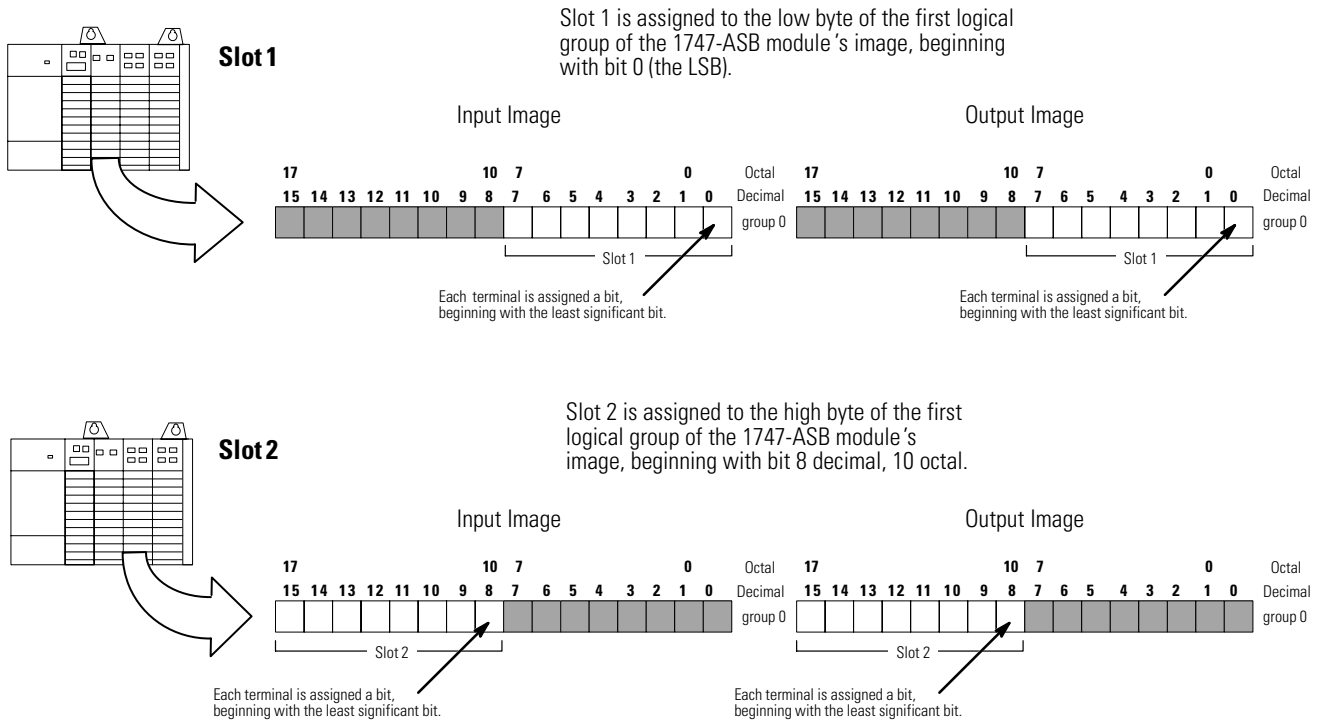 Slot 1
Slot 1 is assigned to the low byte of the first logical
group of the 1747-ASB module's image, beginning
with bit 0 (the LSB).
Input Image
17 10 7 0 Octal
15 14 13 12 11 10 9 8 7 6 5 4 3 2 1 0 Decimal
group 0
Slot 1
Each terminal is assigned a bit,
beginning with the least significant bit.
Output Image
17 10 7 0 Octal
15 14 13 12 11 10 9 8 7 6 5 4 3 2 1 0 Decimal
group 0
Slot 1
Each terminal is assigned a bit,
beginning with the least significant bit.
Slot 2
Slot 2 is assigned to the high byte of the first
logical group of the 1747-ASB module's
image, beginning with bit 8 decimal, 10 octal.
Input Image
17 10 7 0 Octal
15 14 13 12 11 10 9 8 7 6 5 4 3 2 1 0 Decimal
group 0
Slot 2
Each terminal is assigned a bit,
beginning with the least significant bit.
Output Image
17 10 7 0 Octal
15 14 13 12 11 10 9 8 7 6 5 4 3 2 1 0 Decimal
group 0
Slot 2
Each terminal is assigned a bit,
beginning with the least significant bit.